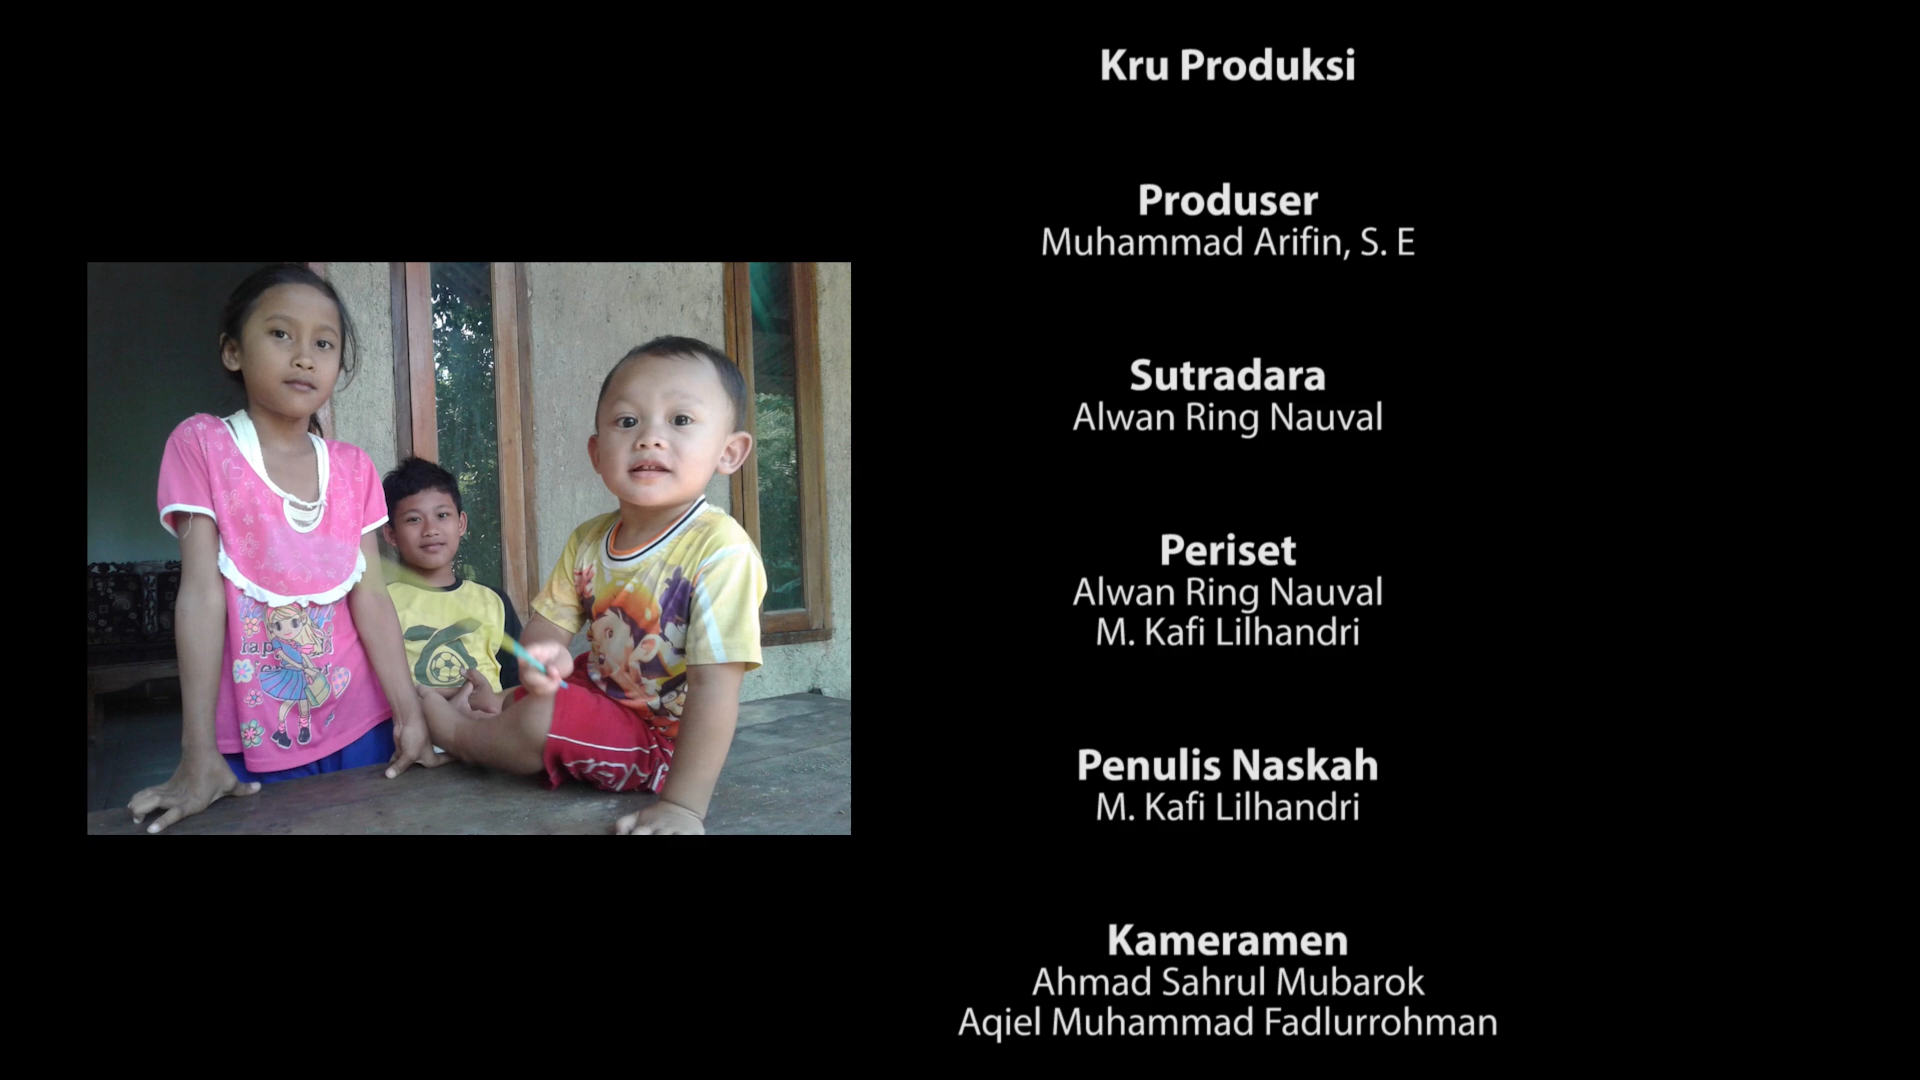 Kru Produksi
Produser
Muhammad Arifin, S. E
Sutradara
Alwan Ring Nauval
Periset
Alwan Ring Nauval
M. Kafi Lilhandri
Penulis Naskah
M. Kafi Lilhandri
Kameramen
Ahmad Sahrul Mubarok
Aqiel Muhammad Fadlurrohman